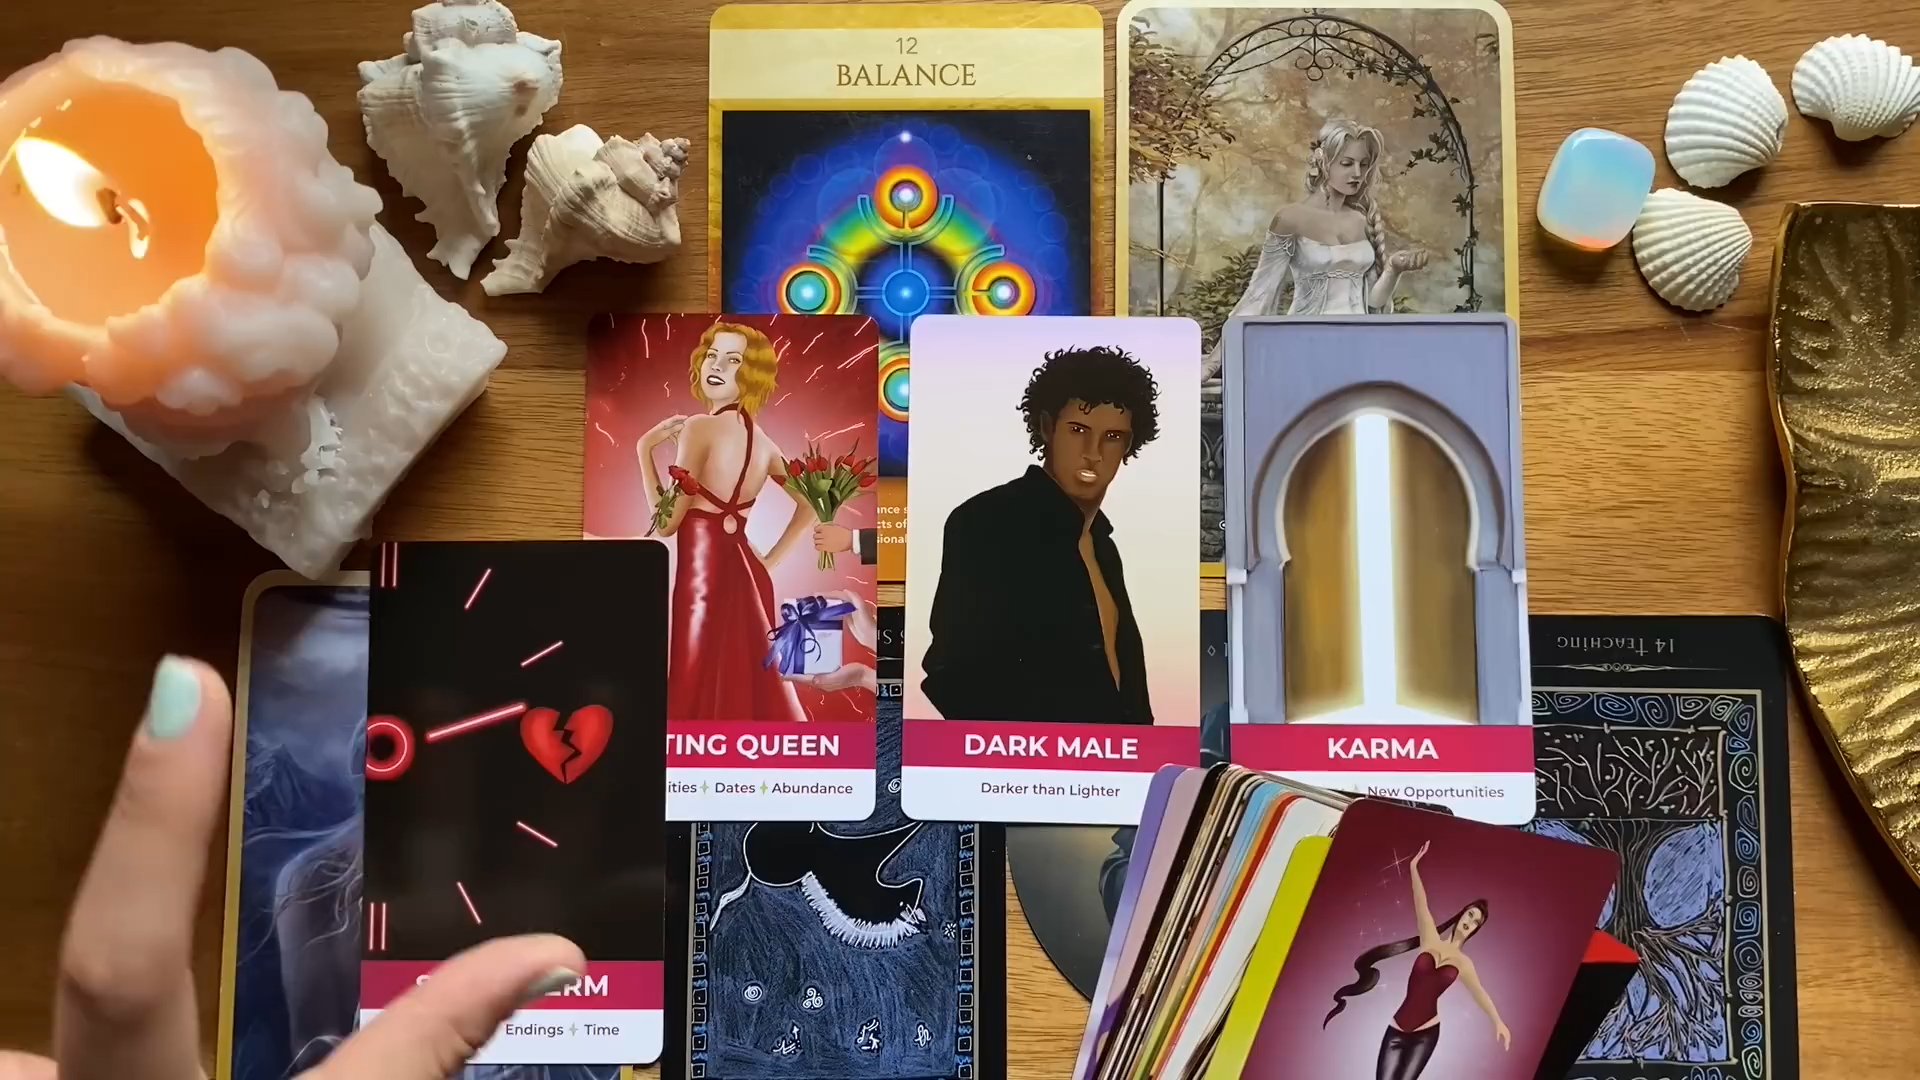 12
BALANCE
TING QUEEN
ities Dates Abundance
DARK MALE
Darker than Lighter
KARMA
New Opportunities
14 TEACHING
ERM
Endings Time